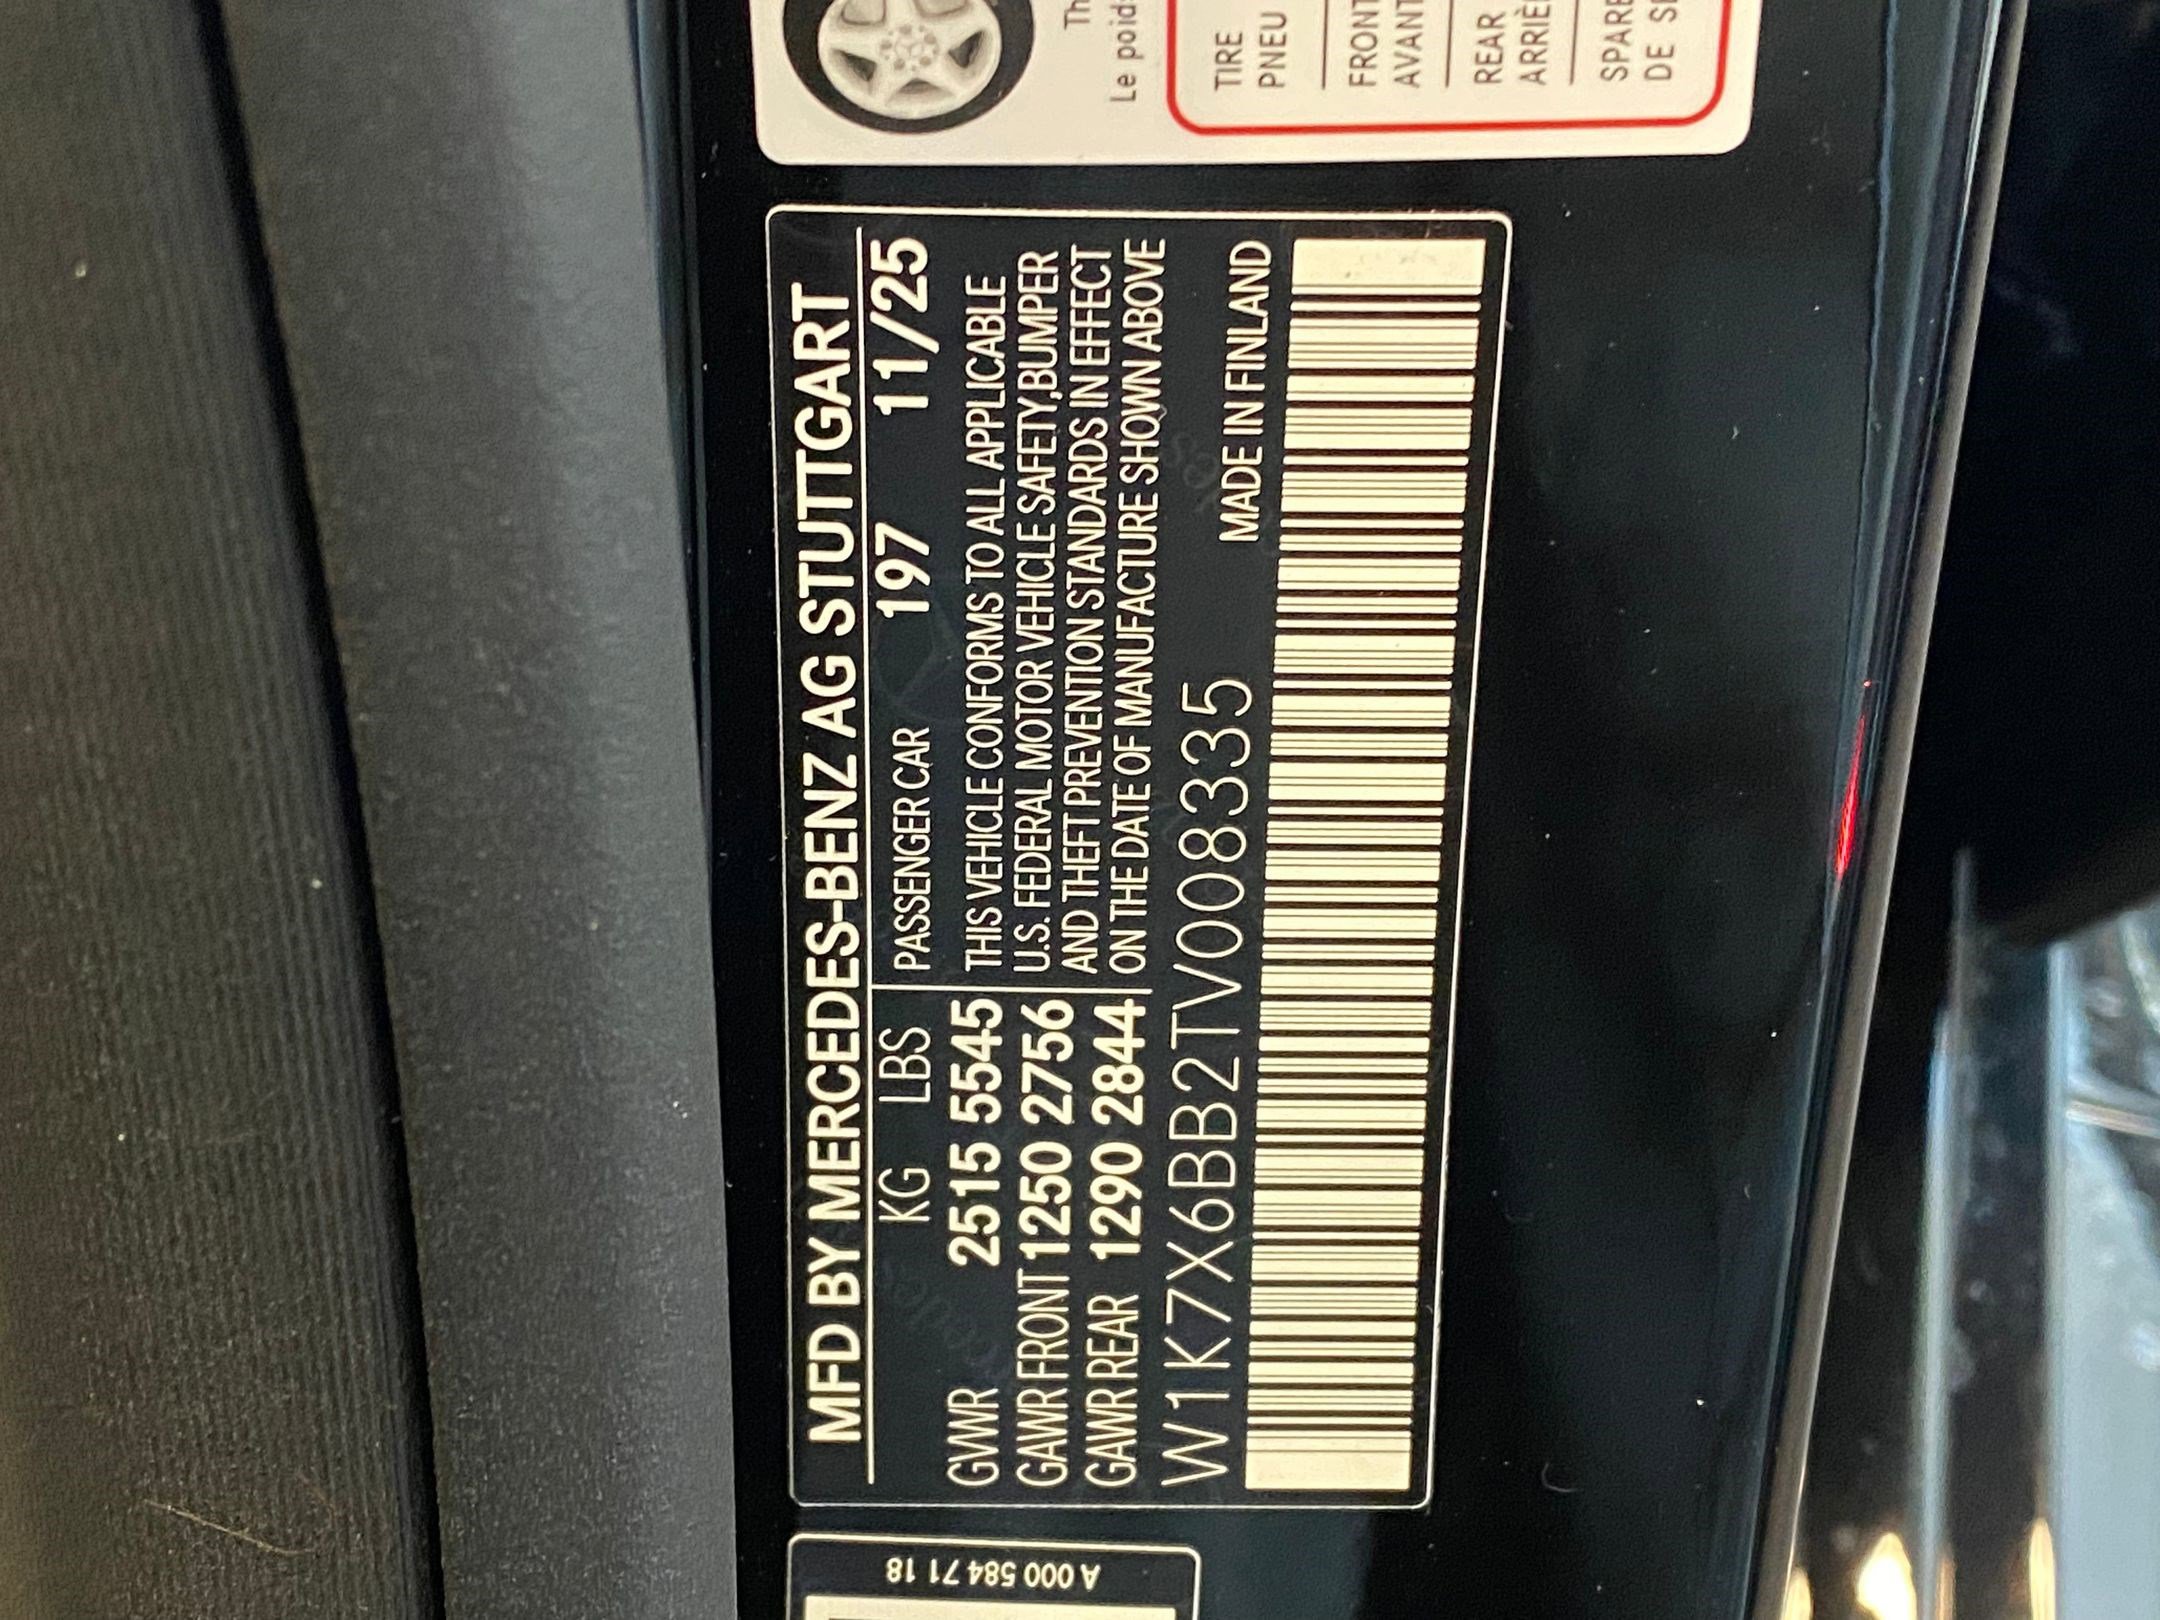 MFD BY MERCEDES-BENZ AG STUTTGART
KG LBS PASSENGER CAR 197 11/25
GVWR 2515 5545 THIS VEHICLE CONFORMS TO ALL APPLICABLE
GAWR FRONT 1250 2756 U.S. FEDERAL MOTOR VEHICLE SAFETY,BUMPER
GAWR REAR 1290 2844 AND THEFT PREVENTION STANDARDS IN EFFECT
ON THE DATE OF MANUFACTURE SHOWN ABOVE
W1K7X6BB2TV008335 MADE IN FINLAND
A 000 584 71 18
Le
TIRE
PNEU
FRONT
AVANT
REAR
SPARE
DE